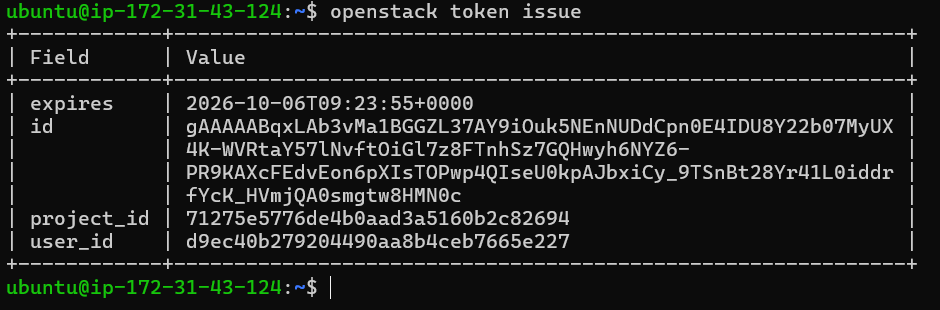 ubuntu@ip-172-31-43-124:~$ openstack token issue
+------------+--------------------------------------------------------------+
| Field      | Value                                                        |
+------------+--------------------------------------------------------------+
| expires    | 2026-10-06T09:23:55+0000                                     |
| id         | gAAAAABqxLAb3vMa1BGGZL37AY9iOuk5NEnNUDdCpn0E4IDU8Y22b07MyUX |
|            | 4K-WVRtaY57lNvftOiGl7z8FTnhSz7GQHwyh6NYZ6-                   |
|            | PR9KAXcFEdvEon6pXIsTOPwp4QIseU0kpAJbxiCy_9TSnBt28Yr41L0iddr |
|            | fYcK_HVmjQA0smgtw8HMN0c                                      |
| project_id | 71275e5776de4b0aad3a5160b2c82694                             |
| user_id    | d9ec40b279204490aa8b4ceb7665e227                             |
+------------+--------------------------------------------------------------+
ubuntu@ip-172-31-43-124:~$